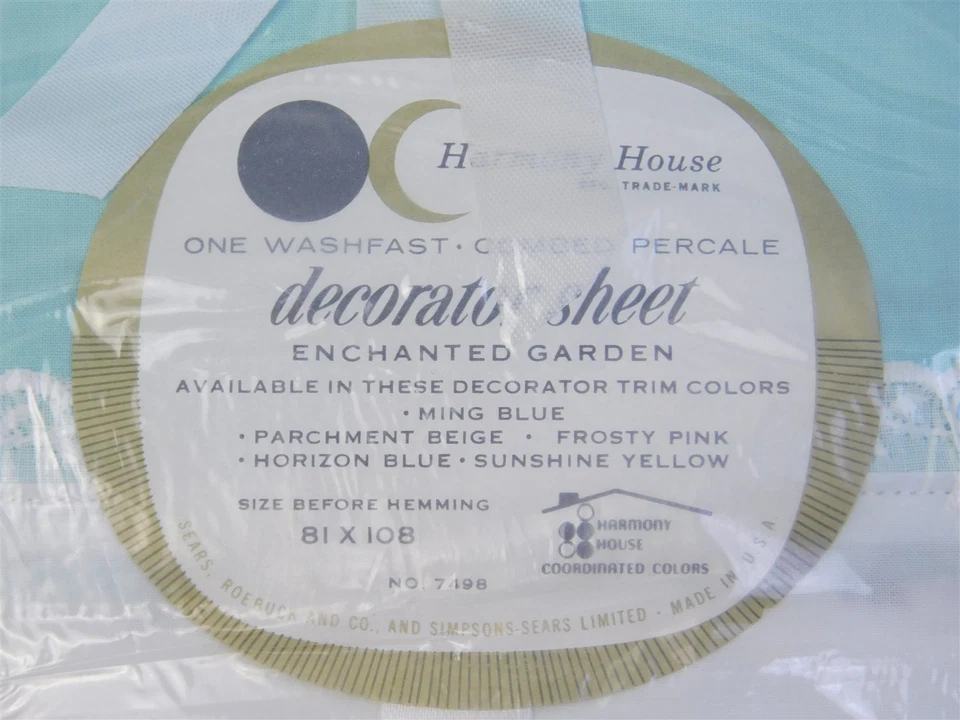 Harmony House
REG. TRADE-MARK
ONE WASHFAST • COMBED PERCALE
decorator sheet
ENCHANTED GARDEN
AVAILABLE IN THESE DECORATOR TRIM COLORS
• MING BLUE
• PARCHMENT BEIGE • FROSTY PINK
• HORIZON BLUE • SUNSHINE YELLOW
SIZE BEFORE HEMMING
81 X 108
NO. 7498
HARMONY
HOUSE
COORDINATED COLORS
SEARS, ROEBUCK AND CO., AND SIMPSONS-SEARS LIMITED • MADE IN U.S.A.